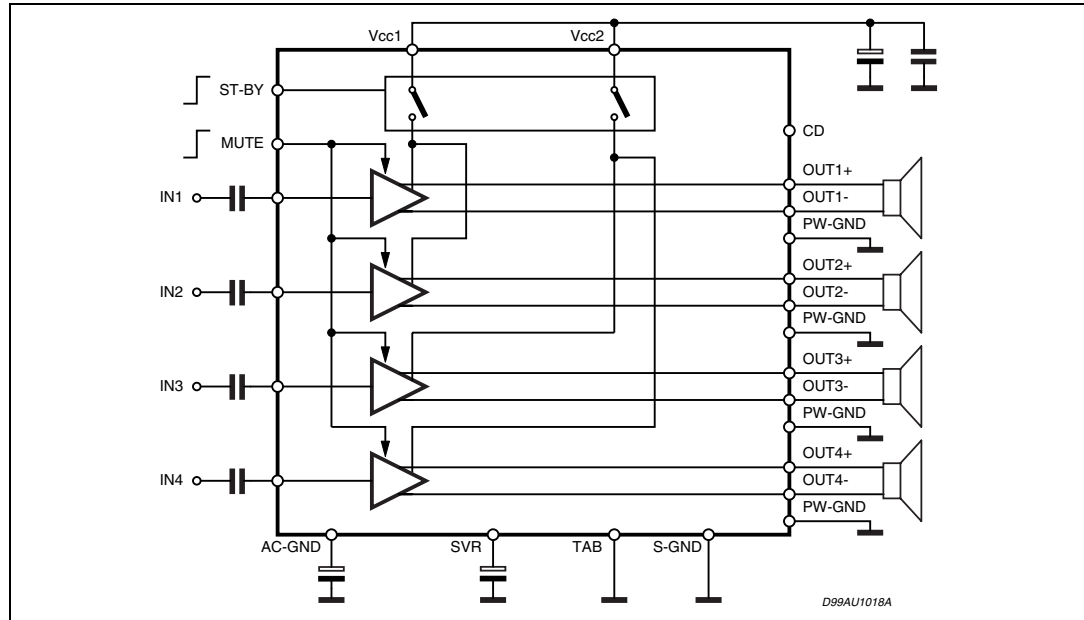 Vcc1
Vcc2
ST-BY
CD
MUTE
OUT1+
IN1
OUT1-
PW-GND
OUT2+
IN2
OUT2-
PW-GND
OUT3+
IN3
OUT3-
PW-GND
OUT4+
IN4
OUT4-
PW-GND
AC-GND
SVR
TAB
S-GND
D99AU1018A